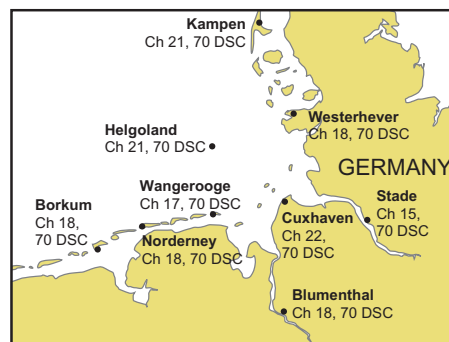 Kampen
Ch 21, 70 DSC
Westerhever
Ch 18, 70 DSC
Helgoland
Ch 21, 70 DSC
GERMANY
Wangerooge
Ch 17, 70 DSC
Borkum
Ch 18,
70 DSC
Norderney
Ch 18, 70 DSC
Cuxhaven
Ch 22,
70 DSC
Stade
Ch 15,
70 DSC
Blumenthal
Ch 18, 70 DSC